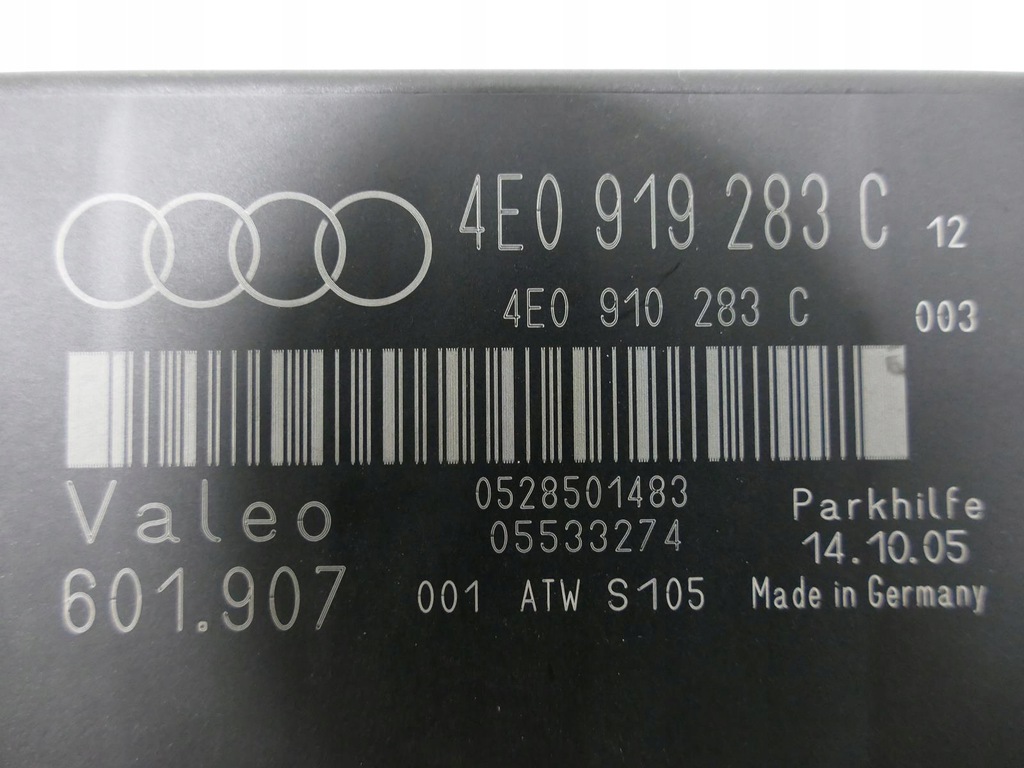 4E0 919 283 C 12
4E0 910 283 C 003
Valeo
0528501483
05533274
Parkhilfe
14.10.05
601.907
001 ATW S105
Made in Germany